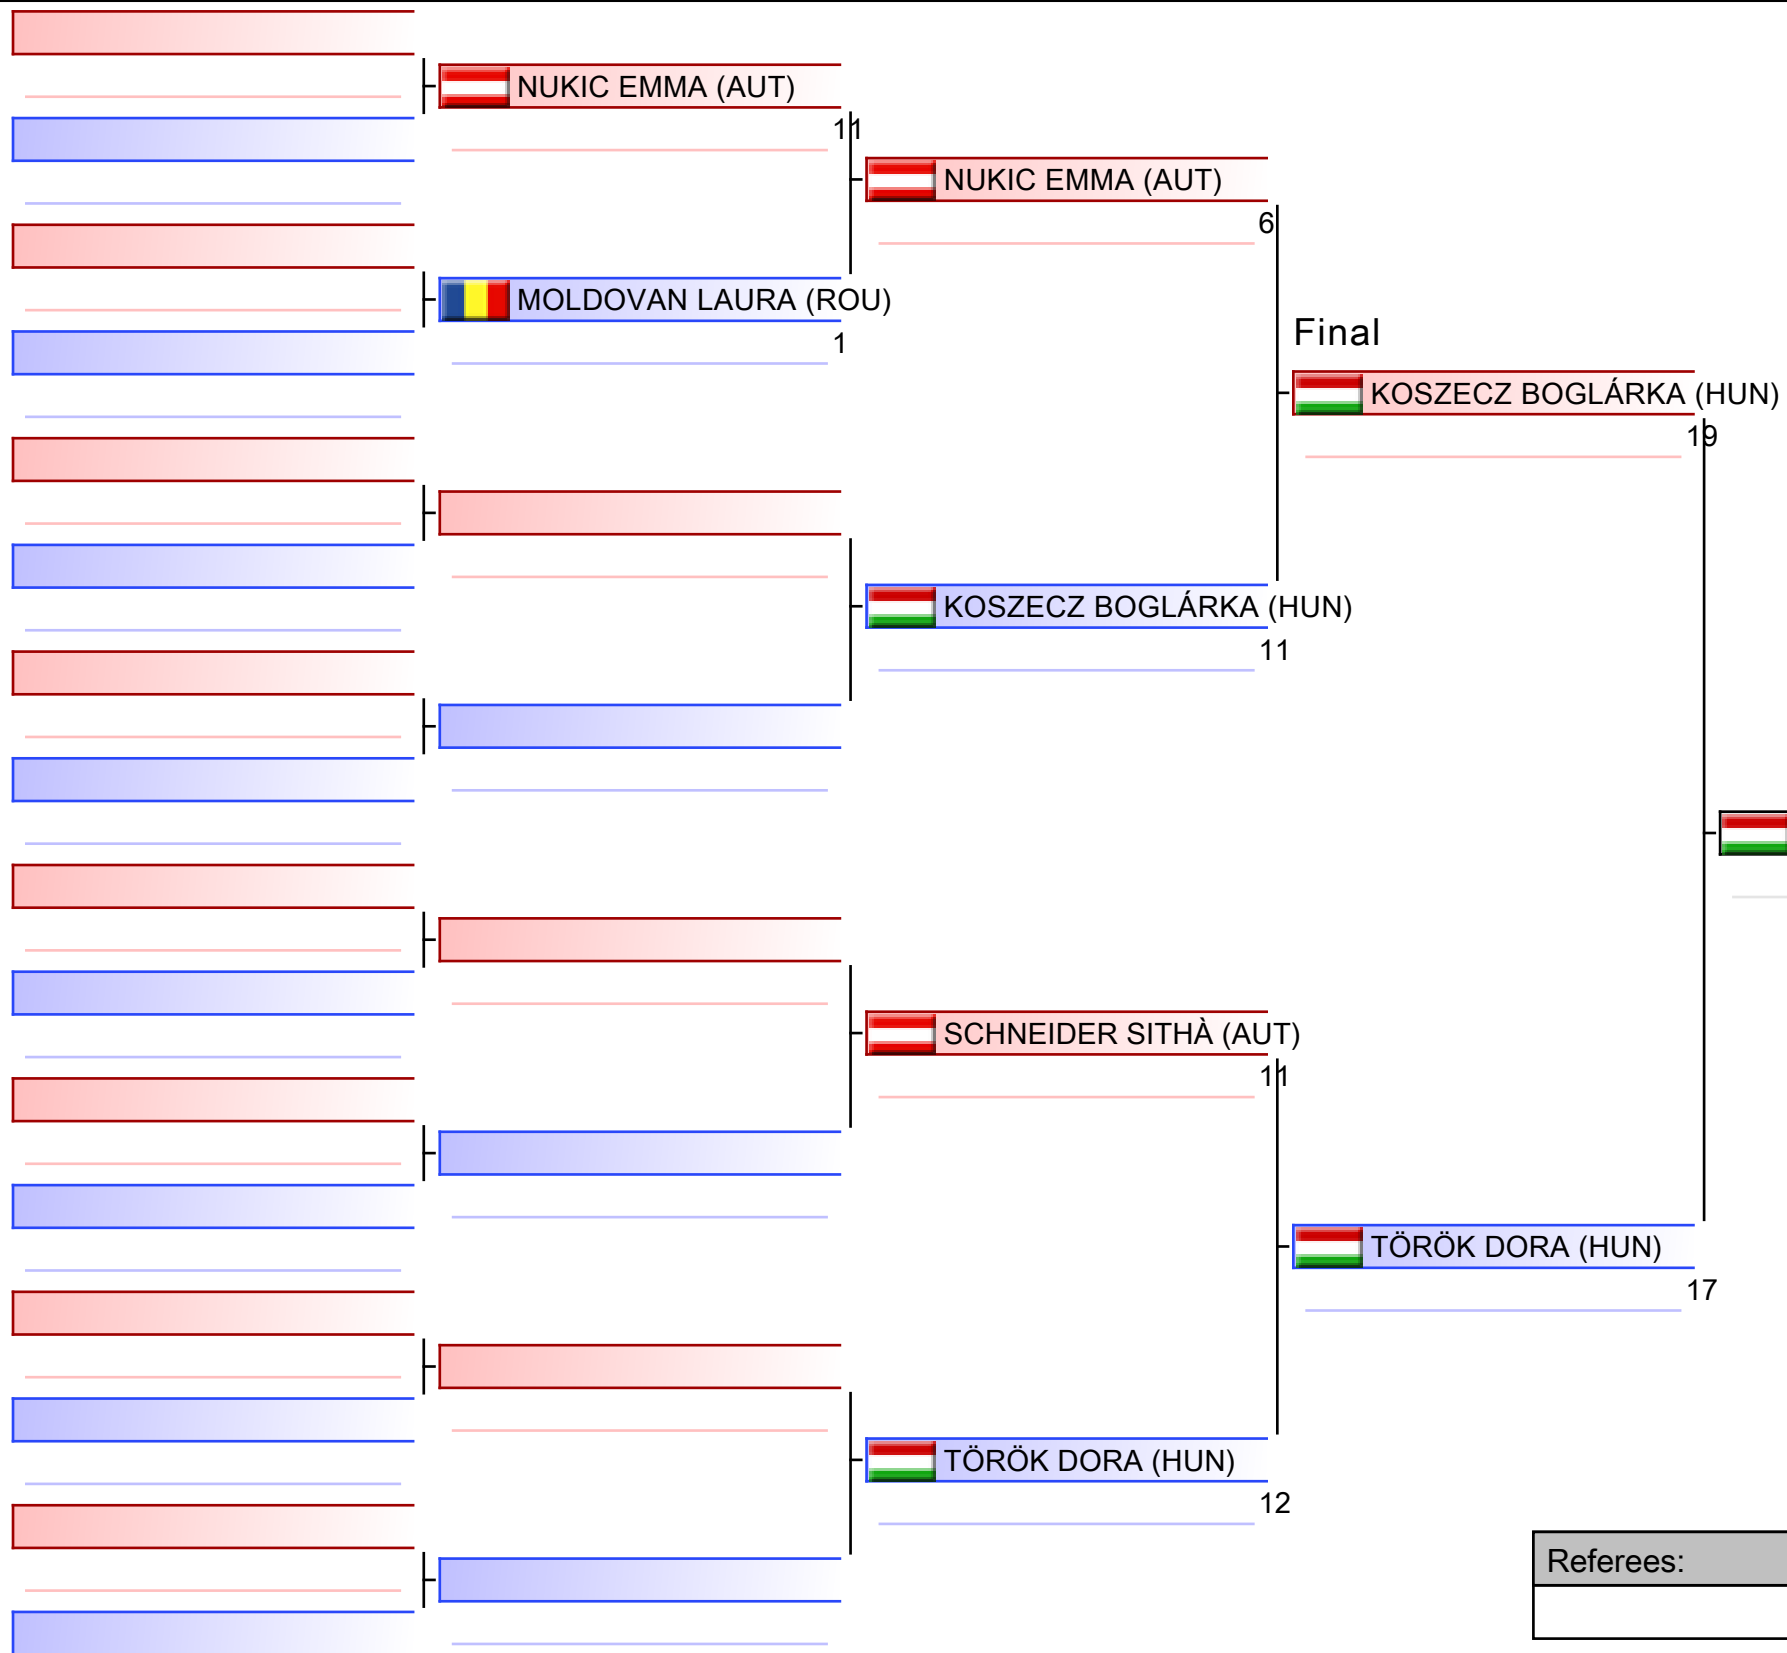 NUKIC EMMA (AUT)
11
NUKIC EMMA (AUT)
6
MOLDOVAN LAURA (ROU)
1
Final
KOSZECZ BOGLÁRKA (HUN)
19
KOSZECZ BOGLÁRKA (HUN)
11
SCHNEIDER SITHÀ (AUT)
11
TÖRÖK DORA (HUN)
17
TÖRÖK DORA (HUN)
12
Referees: